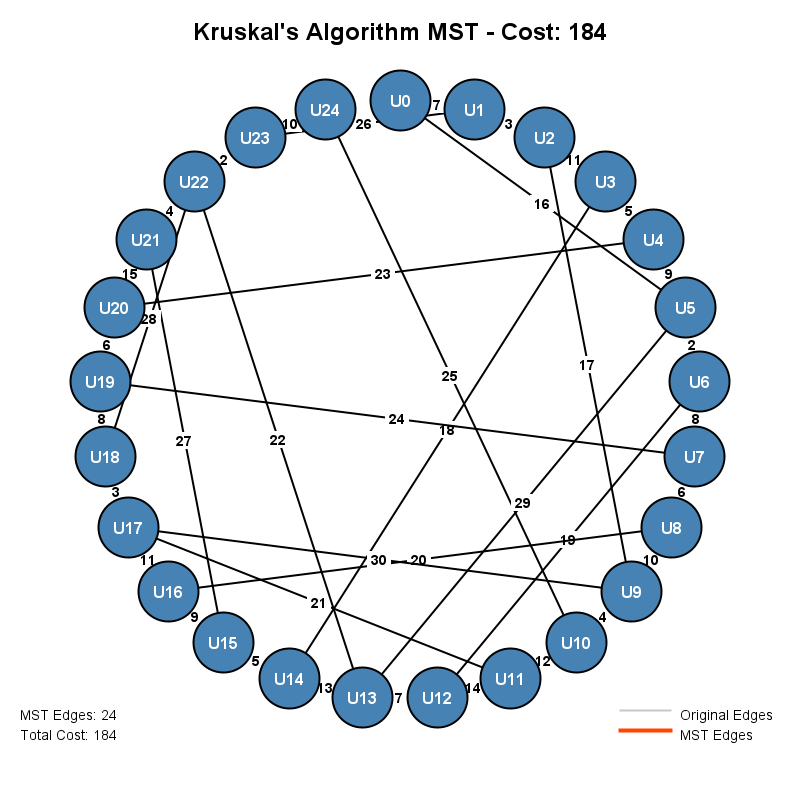 Kruskal's Algorithm MST - Cost: 184
U0
7
U1
U24
26
10
3
U23
U2
11
2
U22
U3
16
4
5
U21
U4
15
23
9
U20
U5
28
6
2
U19
U6
25
17
8
24
8
18
27
22
U18
U7
3
6
29
U17
U8
19
11
30
20
10
U16
U9
21
9
4
U15
U10
5
12
U14
U11
13
14
U13
7
U12
MST Edges: 24
Original Edges
Total Cost: 184
MST Edges